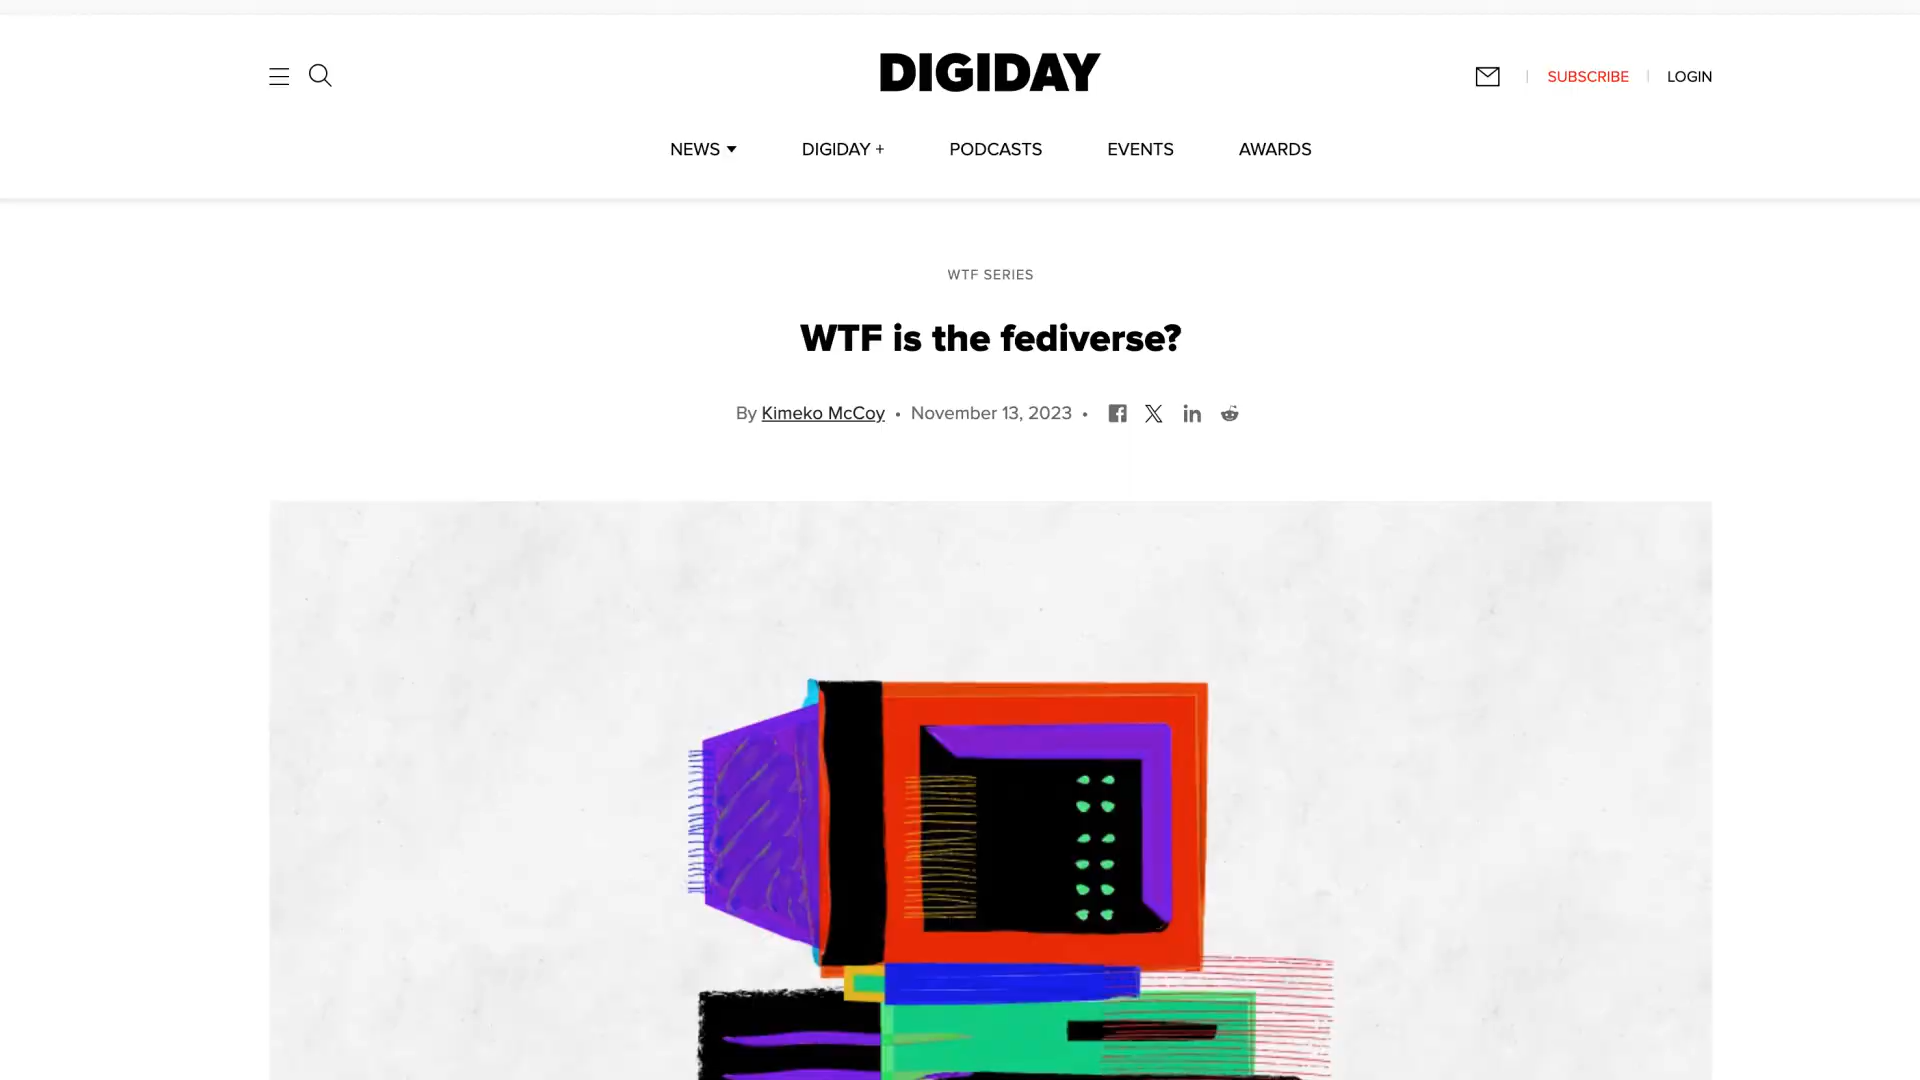 DIGIDAY
SUBSCRIBE
LOGIN
NEWS
DIGIDAY +
PODCASTS
EVENTS
AWARDS
WTF SERIES
WTF is the fediverse?
By Kimeko McCoy • November 13, 2023 •